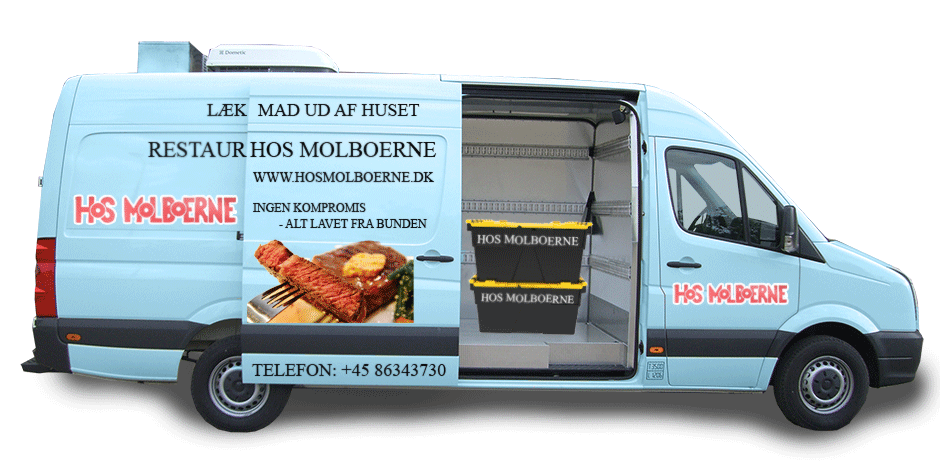 Dometic
LÆK MAD UD AF HUSET
RESTAUR HOS MOLBOERNE
WWW.HOSMOLBOERNE.DK
INGEN KOMPROMIS
- ALT LAVET FRA BUNDEN
HOS MOLBOERNE
HOS MOLBOERNE
HOS MOLBOERNE
HOS MOLBOERNE
TELEFON: +45 86343730